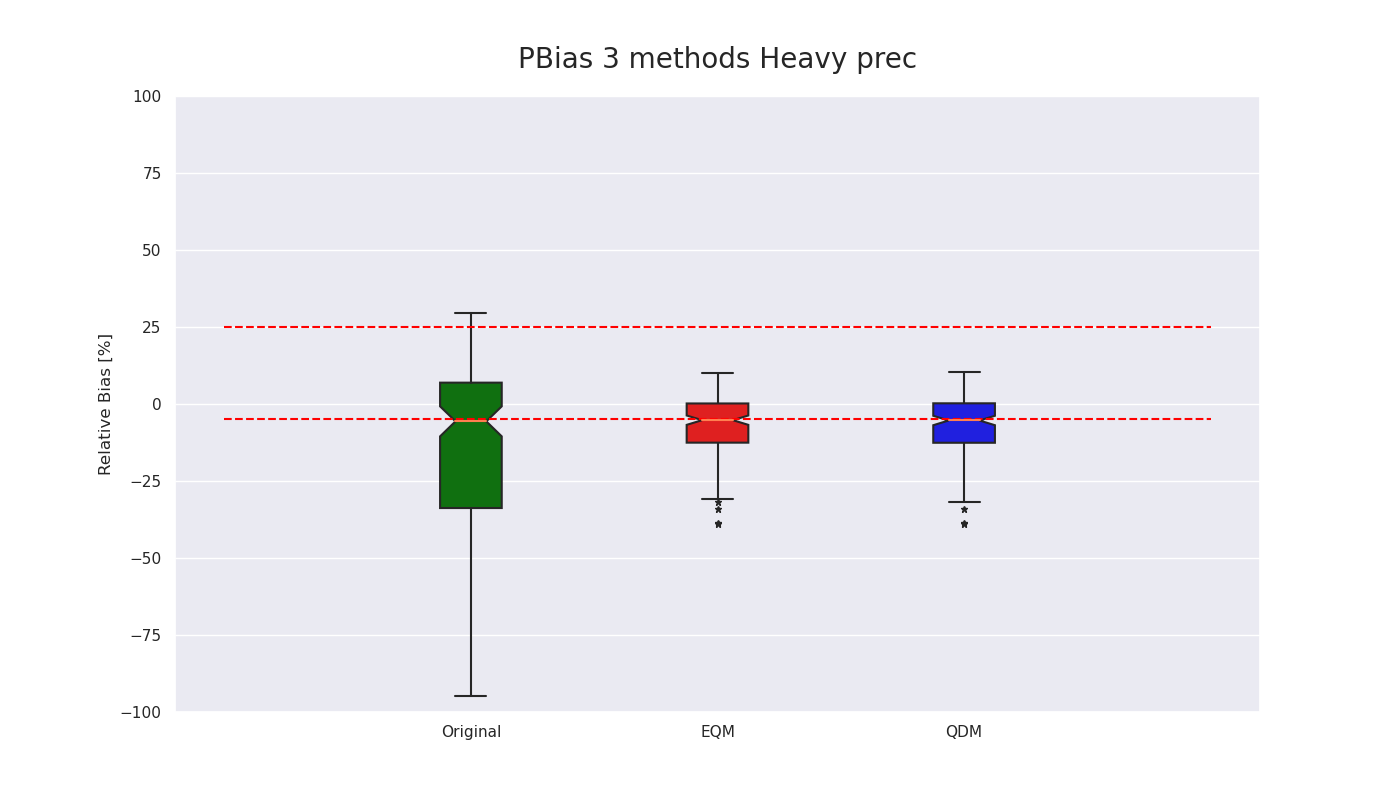 PBias 3 methods Heavy prec
100
75
50
25
0
−25
−50
−75
−100
Relative Bias [%]
Original
EQM
QDM